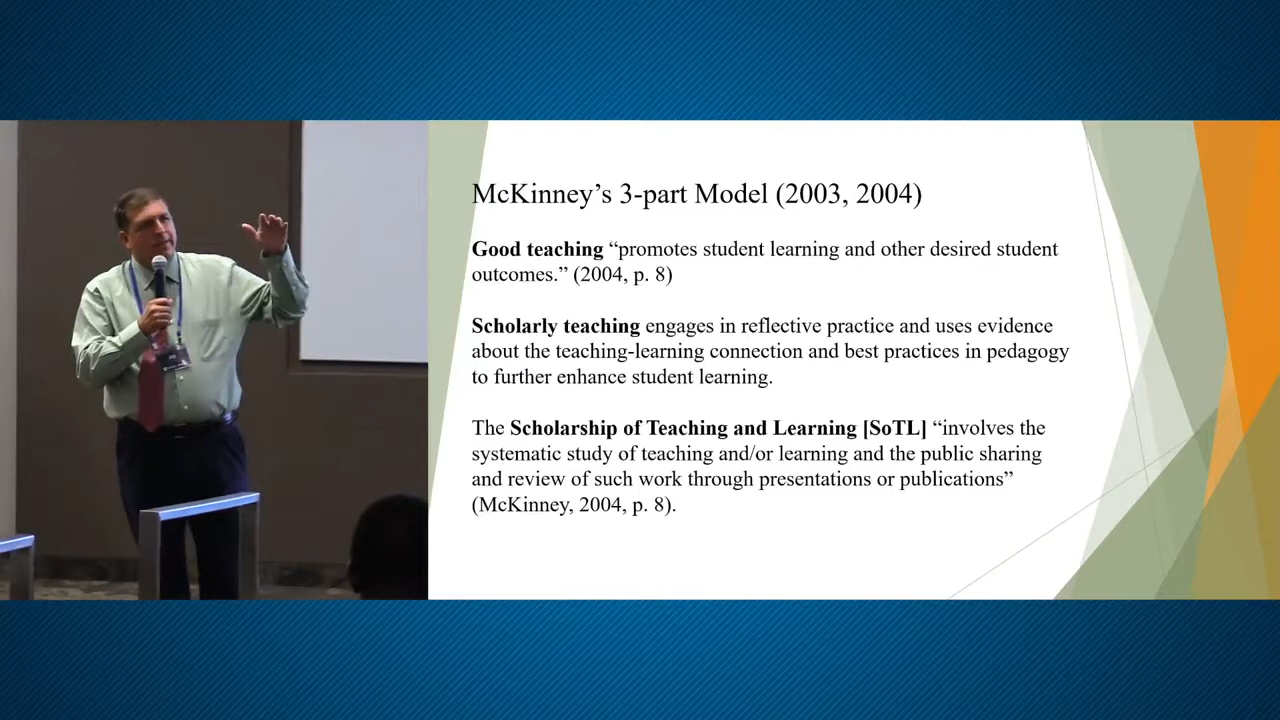 McKinney’s 3-part Model (2003, 2004)
Good teaching “promotes student learning and other desired student
outcomes.” (2004, p. 8)
Scholarly teaching engages in reflective practice and uses evidence
about the teaching-learning connection and best practices in pedagogy
to further enhance student learning.
The Scholarship of Teaching and Learning [SoTL] “involves the
systematic study of teaching and/or learning and the public sharing
and review of such work through presentations or publications”
(McKinney, 2004, p. 8).